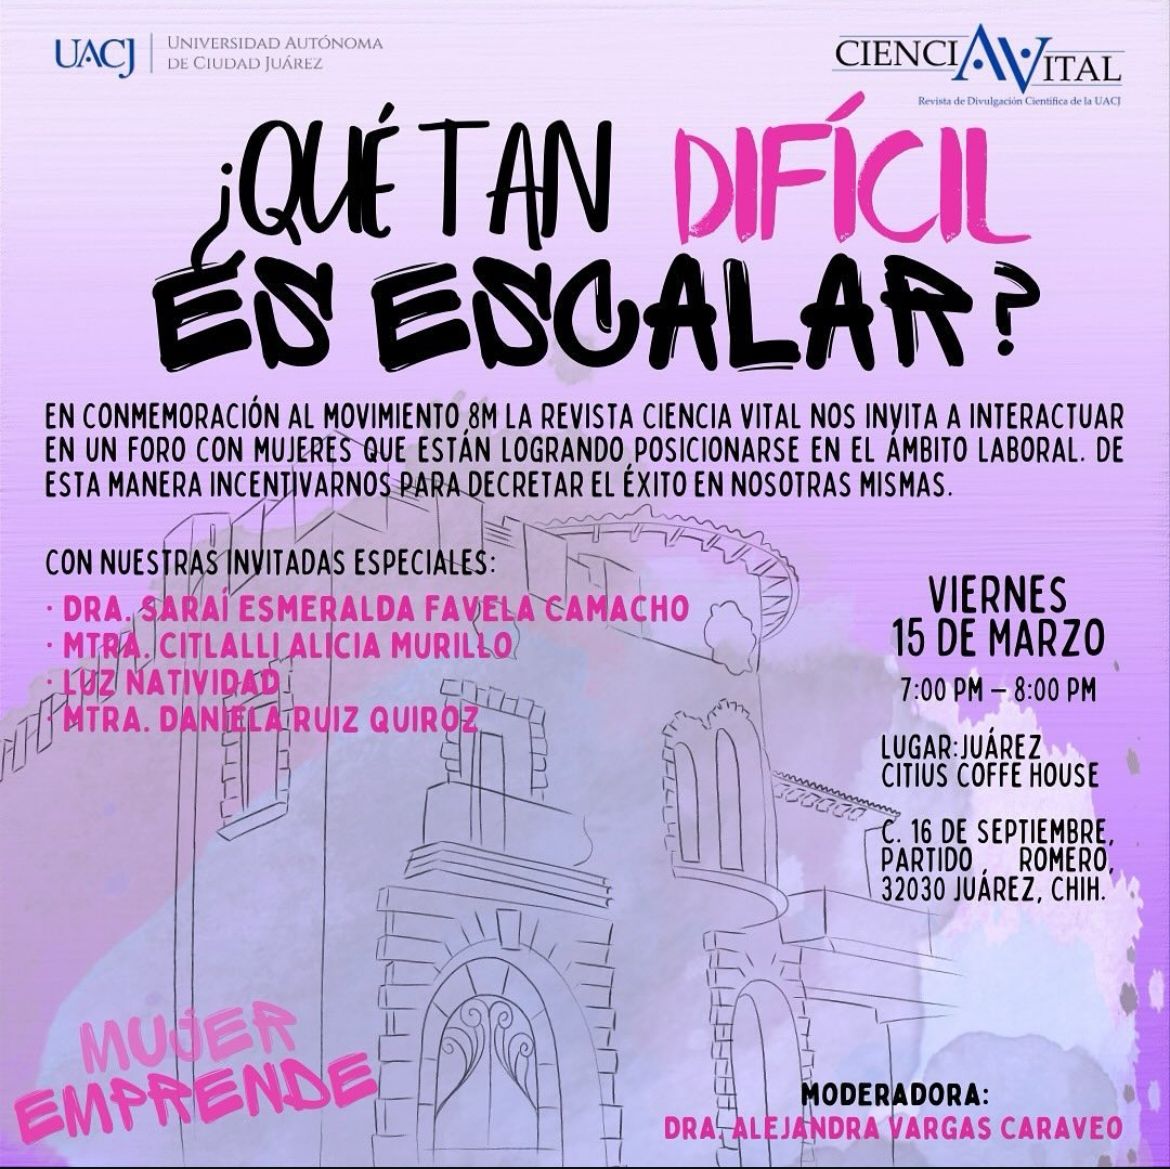 UACJ
UNIVERSIDAD AUTÓNOMA
DE CIUDAD JUÁREZ
CIENCIAVITAL
Revista de Divulgación Científica de la UACJ
¿QUÉ TAN DIFÍCIL
ES ESCALAR?
EN CONMEMORACIÓN AL MOVIMIENTO 8M LA REVISTA CIENCIA VITAL NOS INVITA A INTERACTUAR
EN UN FORO CON MUJERES QUE ESTÁN LOGRANDO POSICIONARSE EN EL ÁMBITO LABORAL. DE
ESTA MANERA INCENTIVARNOS PARA DECRETAR EL ÉXITO EN NOSOTRAS MISMAS.
CON NUESTRAS INVITADAS ESPECIALES:
· DRA. SARAÍ ESMERALDA FAVELA CAMACHO
· MTRA. CITLALLI ALICIA MURILLO
· LUZ NATIVIDAD
· MTRA. DANIELA RUIZ QUIROZ
VIERNES
15 DE MARZO
7:00 PM – 8:00 PM
LUGAR:JUÁREZ
CITIUS COFFE HOUSE
C. 16 DE SEPTIEMBRE,
PARTIDO ROMERO,
32030 JUÁREZ, CHIH.
MUJER
EMPRENDE
MODERADORA:
DRA. ALEJANDRA VARGAS CARAVEO